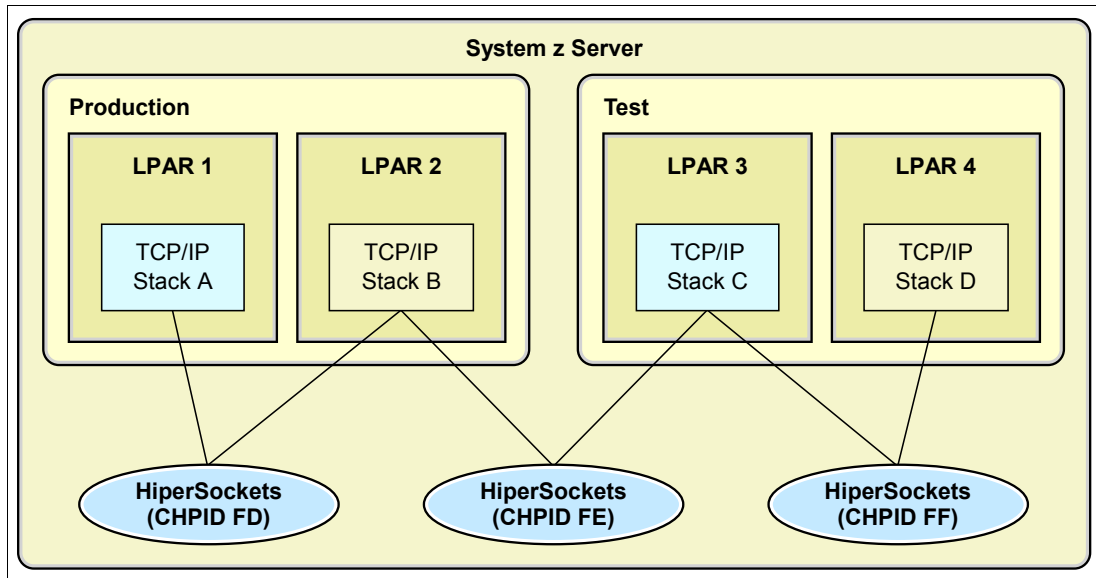 System z Server
Production
Test
LPAR 1
LPAR 2
LPAR 3
LPAR 4
TCP/IP
Stack A
TCP/IP
Stack B
TCP/IP
Stack C
TCP/IP
Stack D
HiperSockets
(CHPID FD)
HiperSockets
(CHPID FE)
HiperSockets
(CHPID FF)